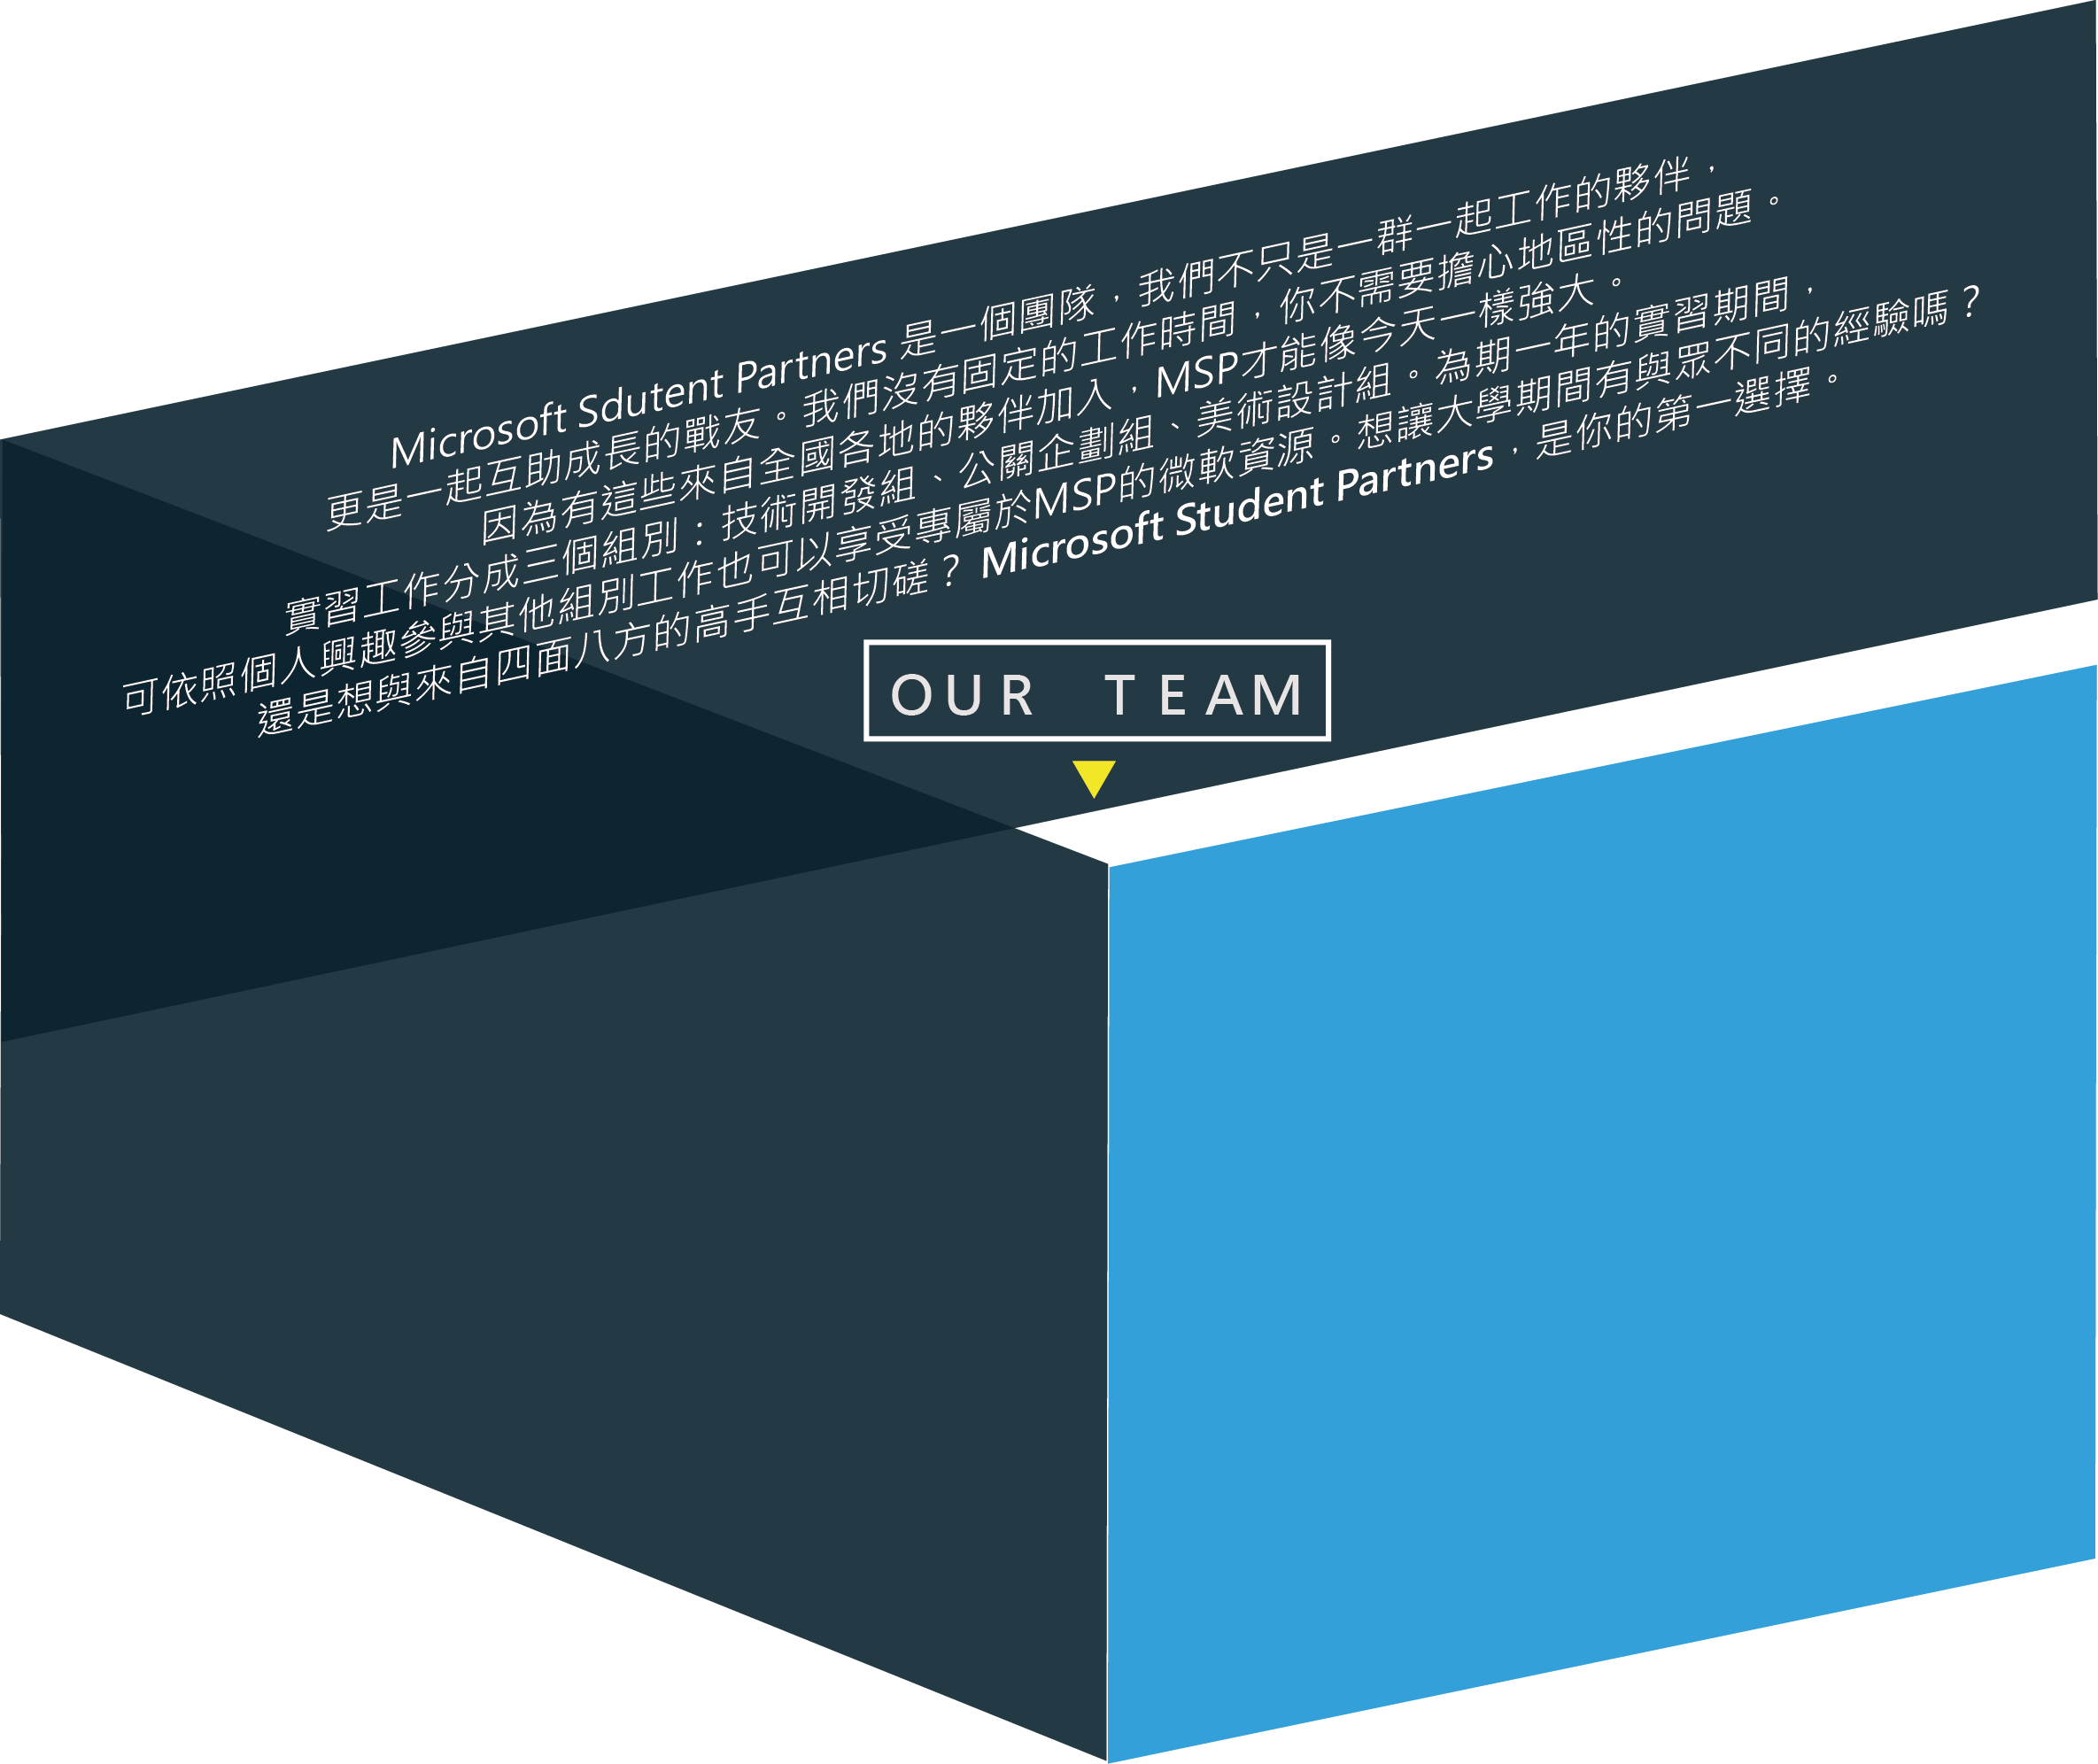 Microsoft Sdutent Partners 是一個團隊，我們不只是一群一起工作的夥伴，
更是一起互助成長的戰友。我們沒有固定的工作時間，你不需要擔心地區性的問題。
因為有這些來自全國各地的夥伴加入，MSP才能像今天一樣強大。
實習工作分成三個組別：技術開發組、公關企劃組、美術設計組。為期一年的實習期間，
可依照個人興趣參與其他組別工作也可以享受專屬於MSP的微軟資源。想讓大學期間有與眾不同的經驗嗎？
還是想與來自四面八方的高手互相切磋？Microsoft Student Partners，是你的第一選擇。
OUR TEAM